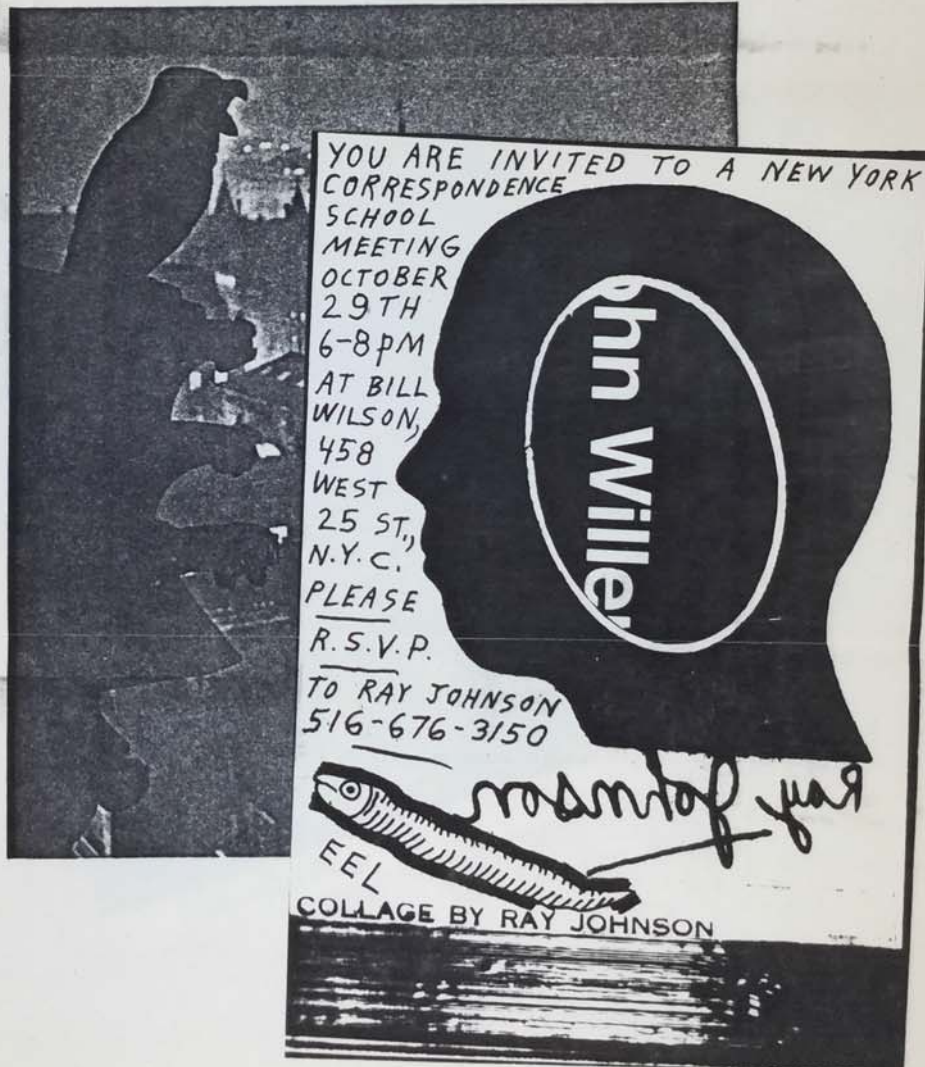 YOU ARE INVITED TO A NEW YORK
CORRESPONDENCE
SCHOOL
MEETING
OCTOBER
29TH
6-8PM
AT BILL
WILSON,
458
WEST
25 ST.,
N.Y.C.
PLEASE
R.S.V.P.
TO RAY JOHNSON
516-676-3150
ohn Wille
Ray Johnson
EEL
COLLAGE BY RAY JOHNSON